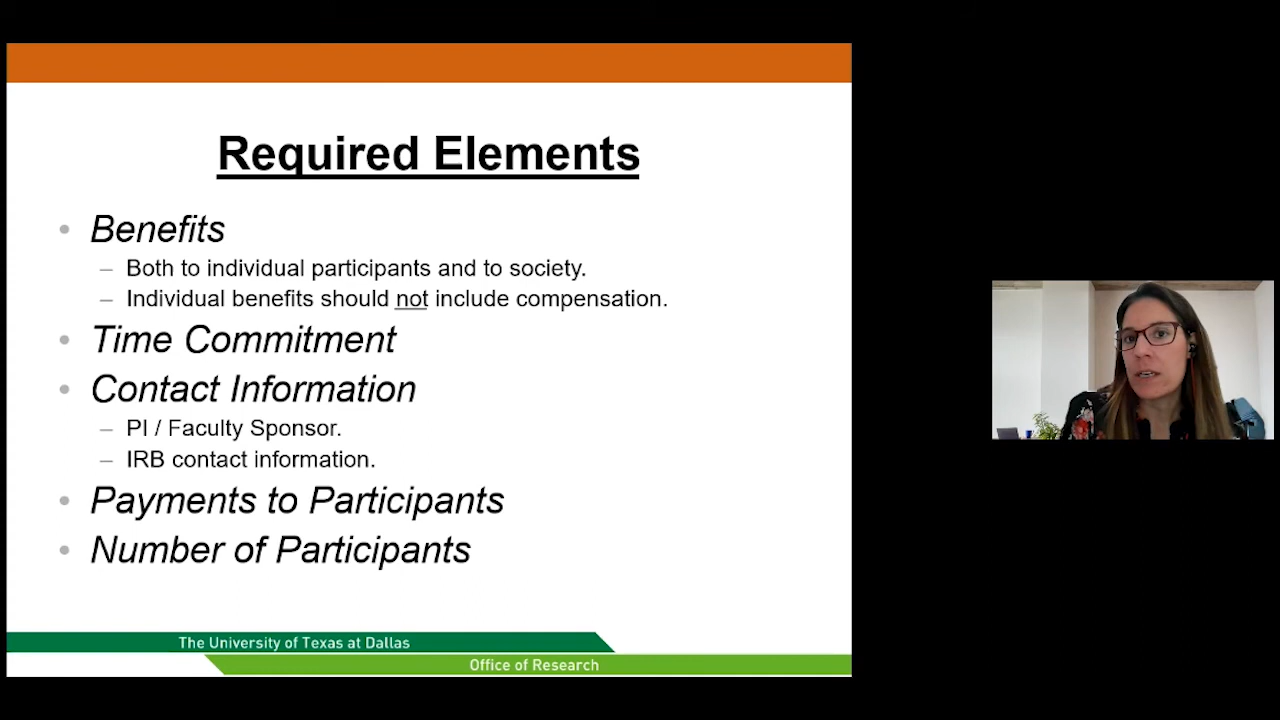 Required Elements
• Benefits
– Both to individual participants and to society.
– Individual benefits should not include compensation.
• Time Commitment
• Contact Information
– PI / Faculty Sponsor.
– IRB contact information.
• Payments to Participants
• Number of Participants
The University of Texas at Dallas
Office of Research